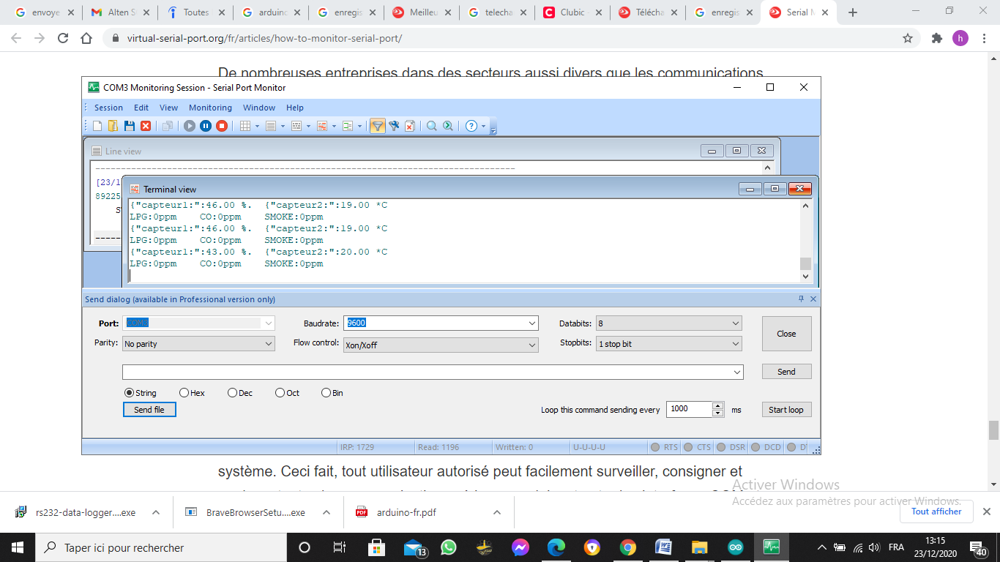 envoye
Alten S
Toutes
arduino
enregis
Meilleu
telecha
Clubic
Télécha
enregis
Serial M
virtual-serial-port.org/fr/articles/how-to-monitor-serial-port/
h
De nombreuses entreprises dans des secteurs aussi divers que les communications
COM3 Monitoring Session - Serial Port Monitor
Session Edit View Monitoring Window Help
Line view
[23/1
89225
Terminal view
{"capteur1:":46.00 %. {"capteur2:":19.00 *C
LPG:0ppm CO:0ppm SMOKE:0ppm
{"capteur1:":46.00 %. {"capteur2:":19.00 *C
LPG:0ppm CO:0ppm SMOKE:0ppm
{"capteur1:":43.00 %. {"capteur2:":20.00 *C
LPG:0ppm CO:0ppm SMOKE:0ppm
Send dialog (available in Professional version only)
Port: COM3 Baudrate: 9600 Databits: 8 Close
Parity: No parity Flow control: Xon/Xoff Stopbits: 1 stop bit
Send
String Hex Dec Oct Bin
Send file Loop this command sending every 1000 ms Start loop
IRP: 1729 Read: 1196 Written: 0 U-U-U-U RTS CTS DSR DCD D
système. Ceci fait, tout utilisateur autorisé peut facilement surveiller, consigner et
Activer Windows
Accédez aux paramètres pour activer Windows.
rs232-data-logger....exe
BraveBrowserSetu....exe
PDF
arduino-fr.pdf
Tout afficher
Taper ici pour rechercher
13
FRA
13:15
23/12/2020
40